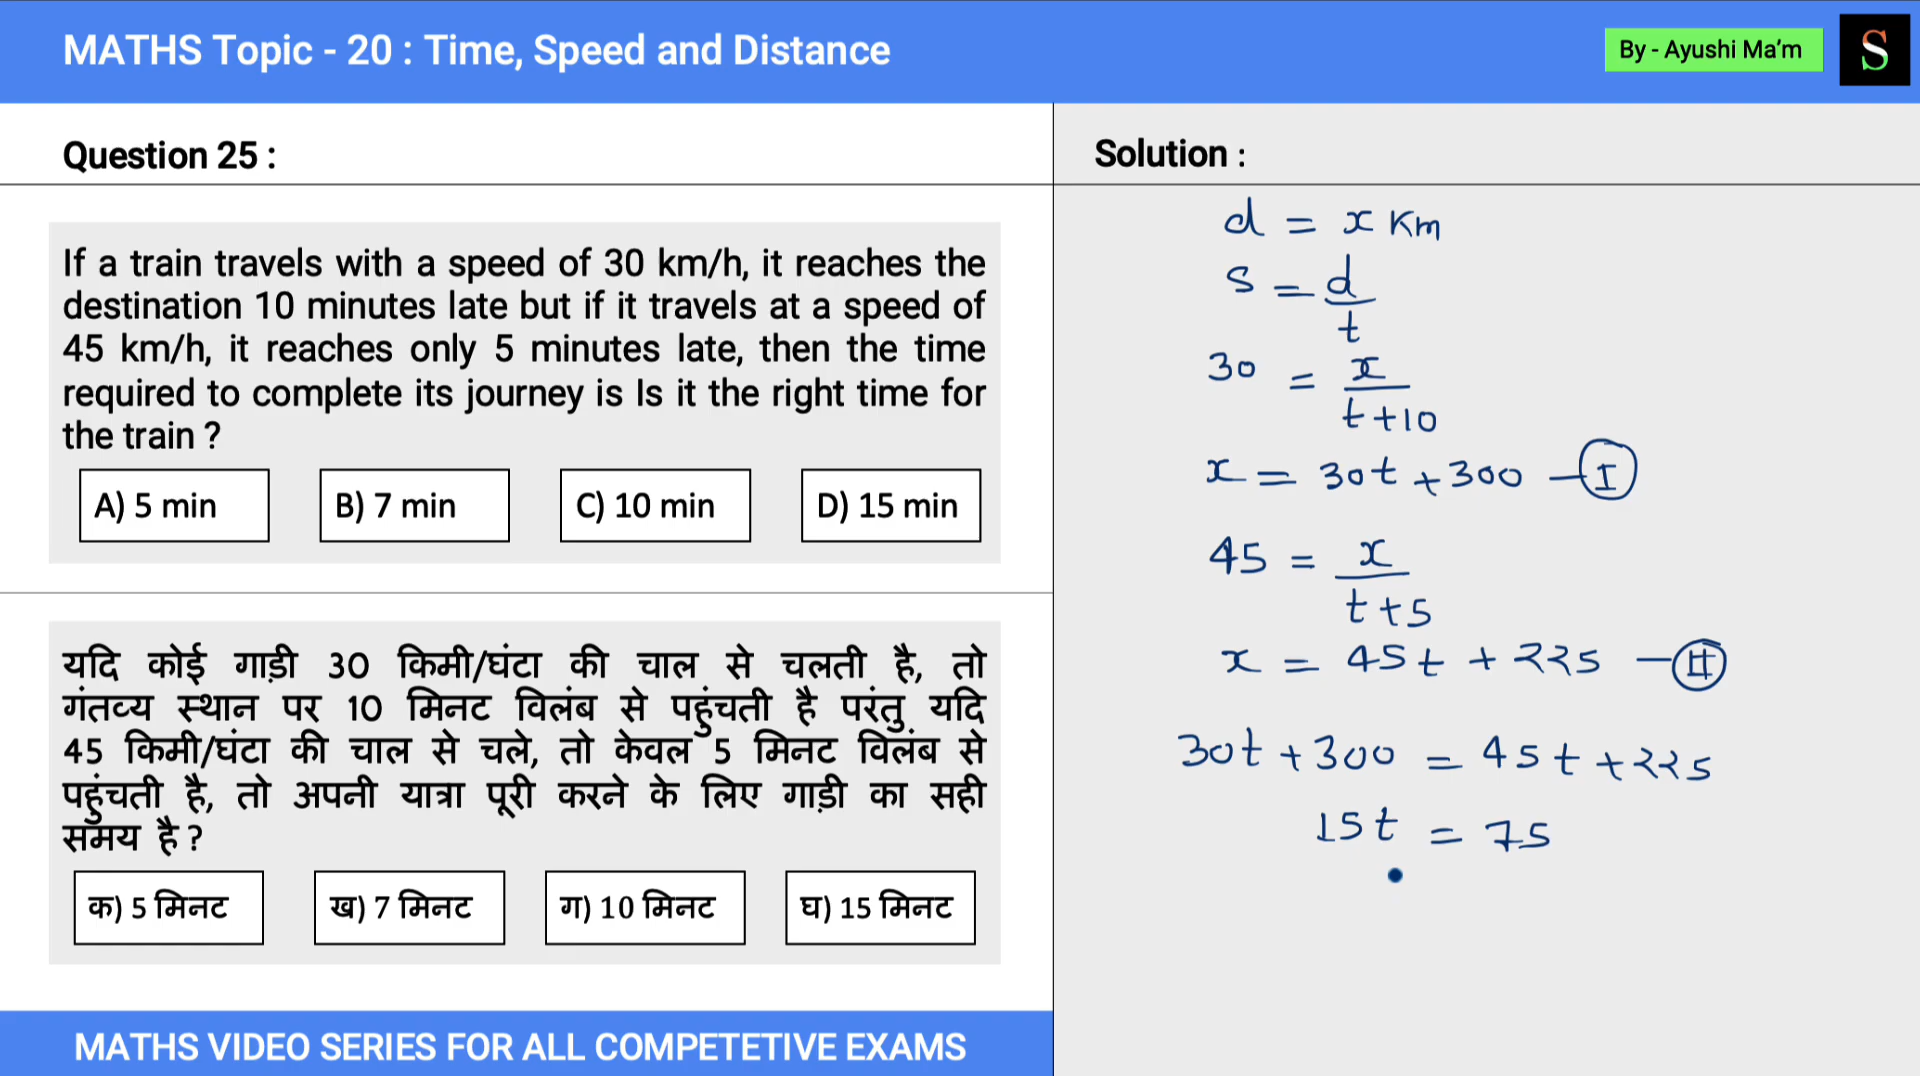 MATHS Topic - 20 : Time, Speed and Distance
By - Ayushi Ma'm
S
Question 25 :
If a train travels with a speed of 30 km/h, it reaches the
destination 10 minutes late but if it travels at a speed of
45 km/h, it reaches only 5 minutes late, then the time
required to complete its journey is Is it the right time for
the train ?
A) 5 min
B) 7 min
C) 10 min
D) 15 min
यदि कोई गाड़ी 30 किमी/घंटा की चाल से चलती है, तो
गंतव्य स्थान पर 10 मिनट विलंब से पहुंचती है परंतु यदि
45 किमी/घंटा की चाल से चले, तो केवल 5 मिनट विलंब से
पहुंचती है, तो अपनी यात्रा पूरी करने के लिए गाड़ी का सही
समय है ?
क) 5 मिनट
ख) 7 मिनट
ग) 10 मिनट
घ) 15 मिनट
MATHS VIDEO SERIES FOR ALL COMPETETIVE EXAMS
Solution :
d = x Km
s = d
t
30 = x
t+10
x = 30t +300 - I
45 = x
t+5
x = 45t + 225 - II
30t +300 = 45t +225
15t = 75